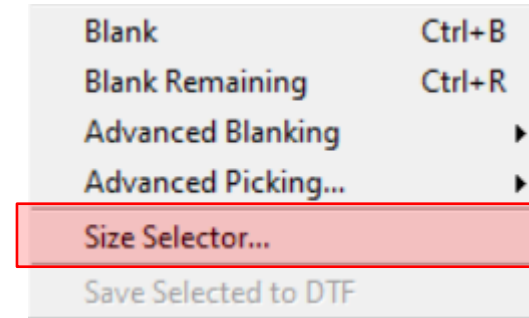 Blank Ctrl+B
Blank Remaining Ctrl+R
Advanced Blanking
Advanced Picking...
Size Selector...
Save Selected to DTF